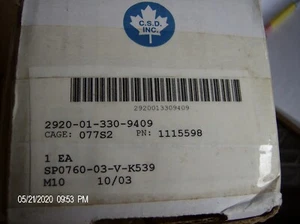 C.S.D.
INC.
2920013309409
2920-01-330-9409
CAGE: 077S2 PN: 1115598
1 EA
SP0760-03-V-K539
M10 10/03
05/21/2020 09:53 PM